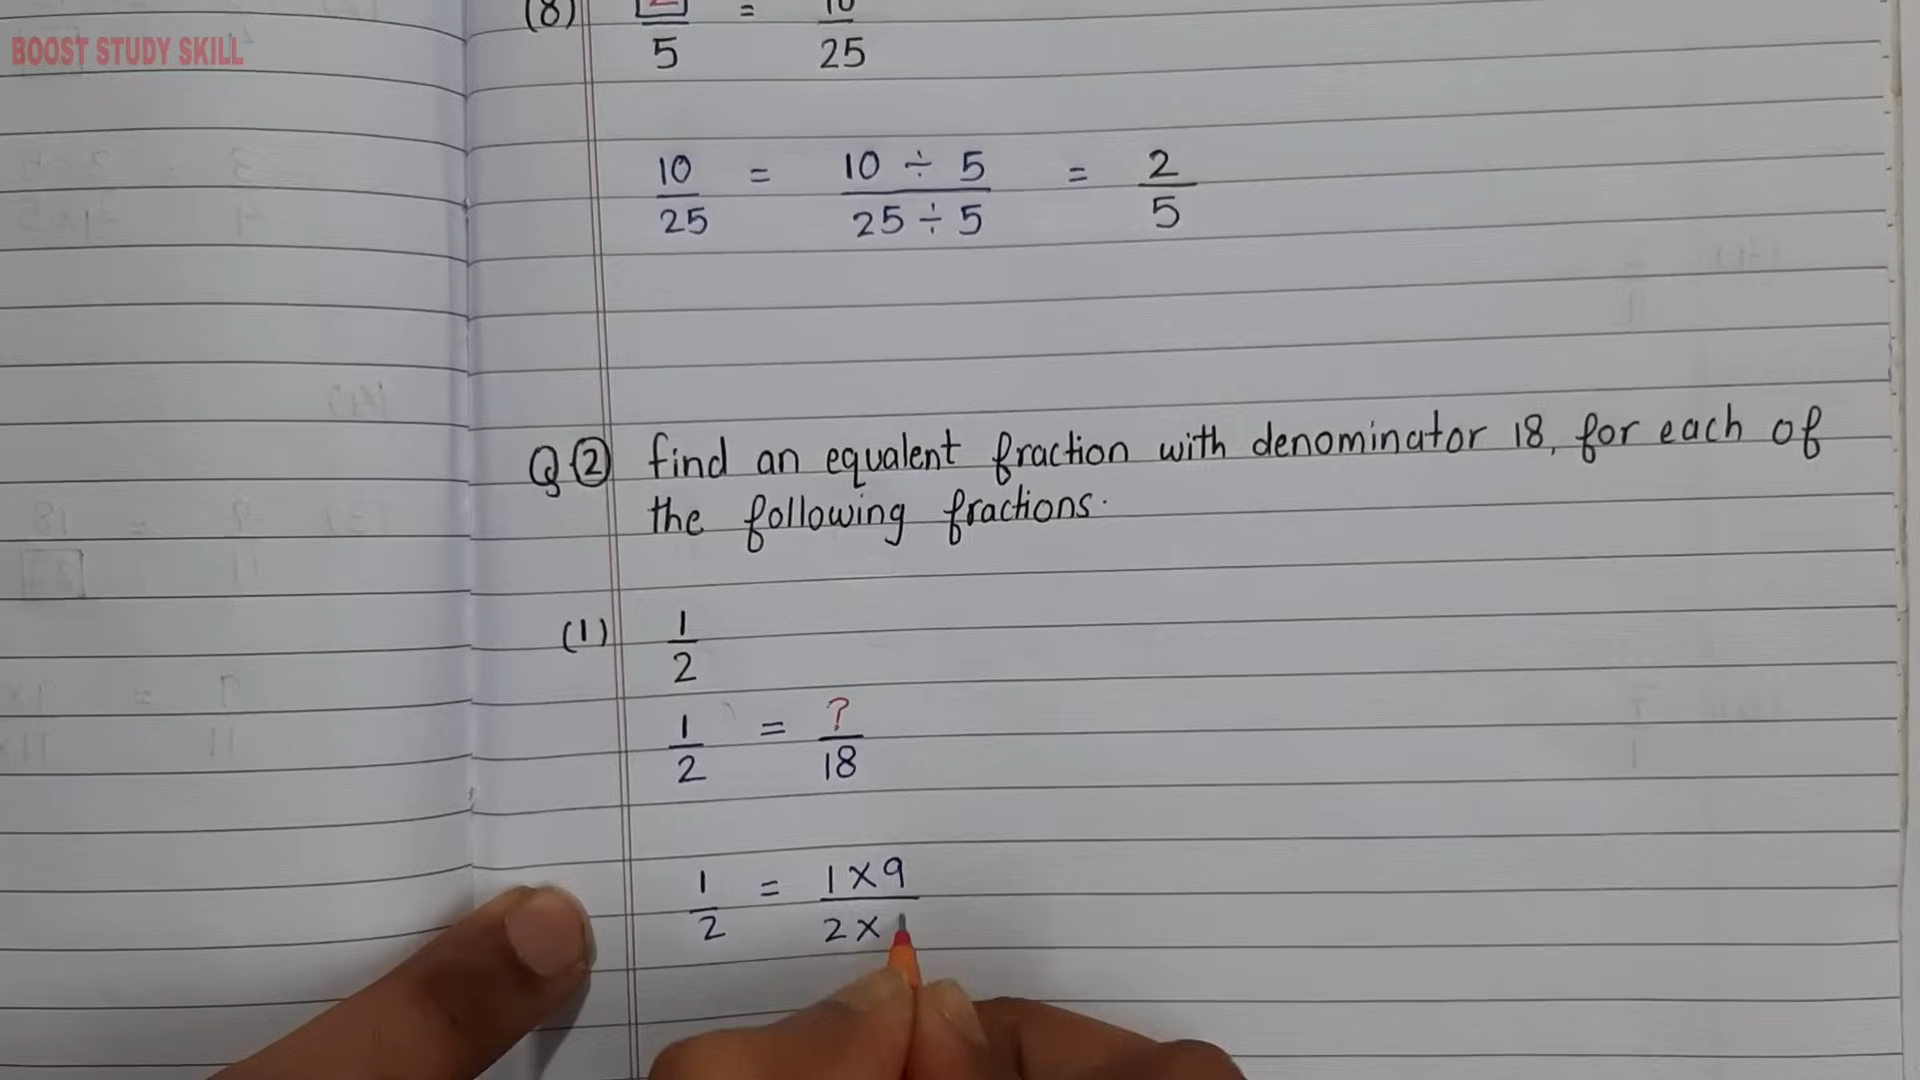 BOOST STUDY SKILL
(8) 2/5 = 10/25
10/25 = 10 ÷ 5/25 ÷ 5 = 2/5
Q② find an equalent fraction with denominator 18, for each of
the following fractions.
(1) 1/2
1/2 = ?/18
1/2 = 1×9/2×